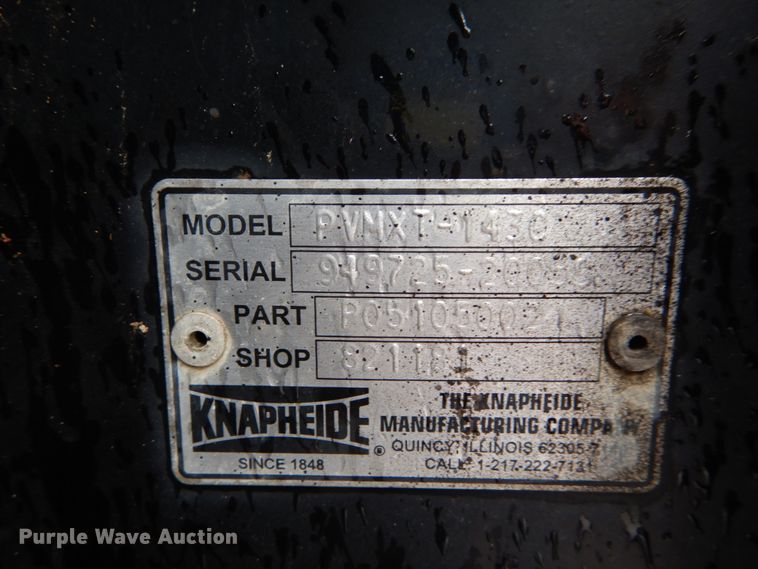 MODEL PVMXT-143C
SERIAL
PART P051050024
SHOP
KNAPHEIDE ®
SINCE 1848
THE KNAPHEIDE
MANUFACTURING COMPANY
QUINCY, ILLINOIS
CALL: 1-217-222-7131
Purple Wave Auction